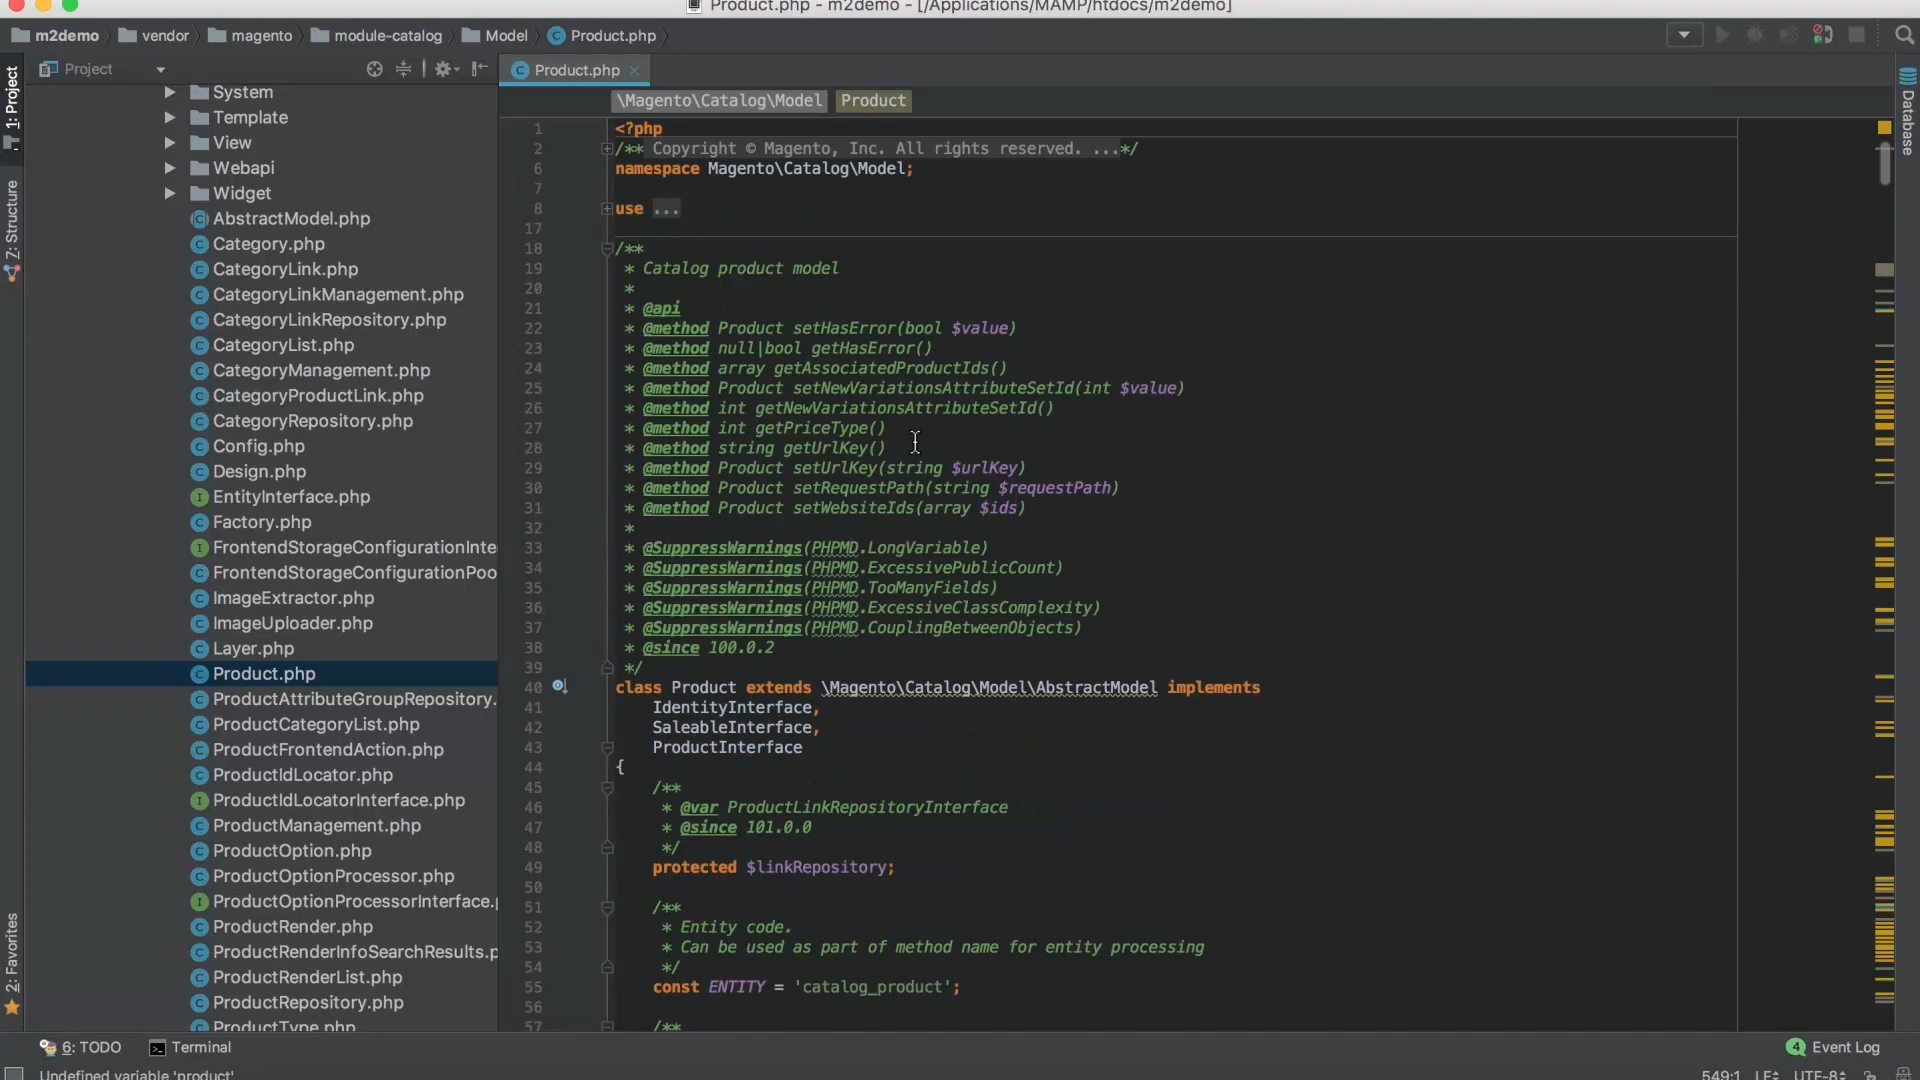 Product.php - m2demo - [/Applications/MAMP/htdocs/m2demo]
m2demo vendor magento module-catalog Model Product.php
Project
Product.php
\Magento\Catalog\Model Product
1: Project
Z: Structure
2: Favorites
System
Template
View
Webapi
Widget
AbstractModel.php
Category.php
CategoryLink.php
CategoryLinkManagement.php
CategoryLinkRepository.php
CategoryList.php
CategoryManagement.php
CategoryProductLink.php
CategoryRepository.php
Config.php
Design.php
EntityInterface.php
Factory.php
FrontendStorageConfigurationInte
FrontendStorageConfigurationPoo
ImageExtractor.php
ImageUploader.php
Layer.php
Product.php
ProductAttributeGroupRepository.
ProductCategoryList.php
ProductFrontendAction.php
ProductIdLocator.php
ProductIdLocatorInterface.php
ProductManagement.php
ProductOption.php
ProductOptionProcessor.php
ProductOptionProcessorInterface.p
ProductRender.php
ProductRenderInfoSearchResults.p
ProductRenderList.php
ProductRepository.php
ProductType.php
1 <?php
2 /** Copyright © Magento, Inc. All rights reserved. ...*/
6 namespace Magento\Catalog\Model;
7
8 use ...
17
18 /**
19 * Catalog product model
20 *
21 * @api
22 * @method Product setHasError(bool $value)
23 * @method null|bool getHasError()
24 * @method array getAssociatedProductIds()
25 * @method Product setNewVariationsAttributeSetId(int $value)
26 * @method int getNewVariationsAttributeSetId()
27 * @method int getPriceType()
28 * @method string getUrlKey()
29 * @method Product setUrlKey(string $urlKey)
30 * @method Product setRequestPath(string $requestPath)
31 * @method Product setWebsiteIds(array $ids)
32 *
33 * @SuppressWarnings(PHPMD.LongVariable)
34 * @SuppressWarnings(PHPMD.ExcessivePublicCount)
35 * @SuppressWarnings(PHPMD.TooManyFields)
36 * @SuppressWarnings(PHPMD.ExcessiveClassComplexity)
37 * @SuppressWarnings(PHPMD.CouplingBetweenObjects)
38 * @since 100.0.2
39 */
40 class Product extends \Magento\Catalog\Model\AbstractModel implements
41 IdentityInterface,
42 SaleableInterface,
43 ProductInterface
44 {
45 /**
46 * @var ProductLinkRepositoryInterface
47 * @since 101.0.0
48 */
49 protected $linkRepository;
50
51 /**
52 * Entity code.
53 * Can be used as part of method name for entity processing
54 */
55 const ENTITY = 'catalog_product';
56
57 /**
Database
6: TODO Terminal
4 Event Log
Undefined variable 'product'
549:1 LF UTF-8